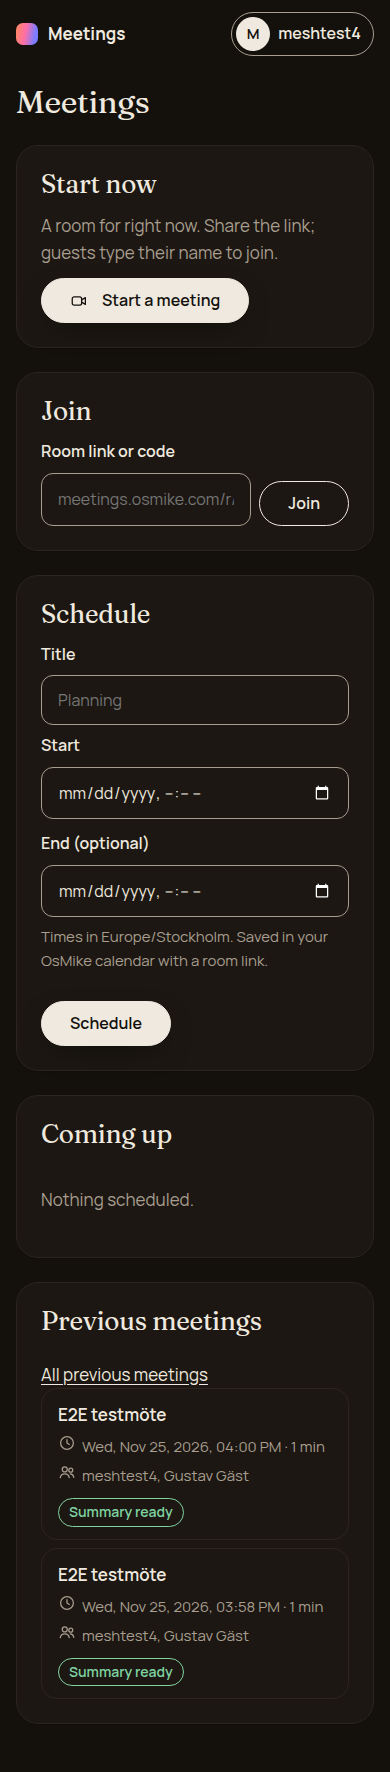 Meetings
M meshtest4
Meetings
Start now
A room for right now. Share the link;
guests type their name to join.
Start a meeting
Join
Room link or code
meetings.osmike.com/r/
Join
Schedule
Title
Planning
Start
mm/dd/yyyy, --:-- --
End (optional)
mm/dd/yyyy, --:-- --
Times in Europe/Stockholm. Saved in your
OsMike calendar with a room link.
Schedule
Coming up
Nothing scheduled.
Previous meetings
All previous meetings
E2E testmöte
Wed, Nov 25, 2026, 04:00 PM · 1 min
meshtest4, Gustav Gäst
Summary ready
E2E testmöte
Wed, Nov 25, 2026, 03:58 PM · 1 min
meshtest4, Gustav Gäst
Summary ready